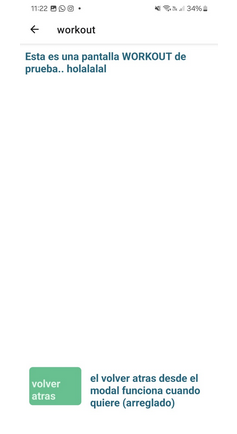 11:22
34%
workout
Esta es una pantalla WORKOUT de
prueba.. holalalal
volver
atras
el volver atras desde el
modal funciona cuando
quiere (arreglado)